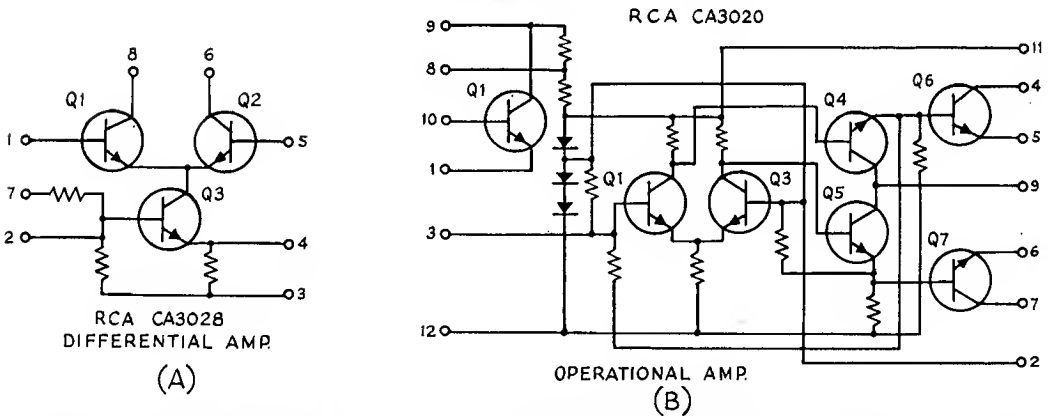 8
6
Q1
Q2
1
5
7
Q3
2
4
3
RCA CA3028
DIFFERENTIAL AMP.
(A)
RCA CA3020
9
11
8
Q6
4
Q1
Q4
10
5
1
Q1
Q3
Q5
9
3
Q7
6
7
12
2
OPERATIONAL AMP.
(B)